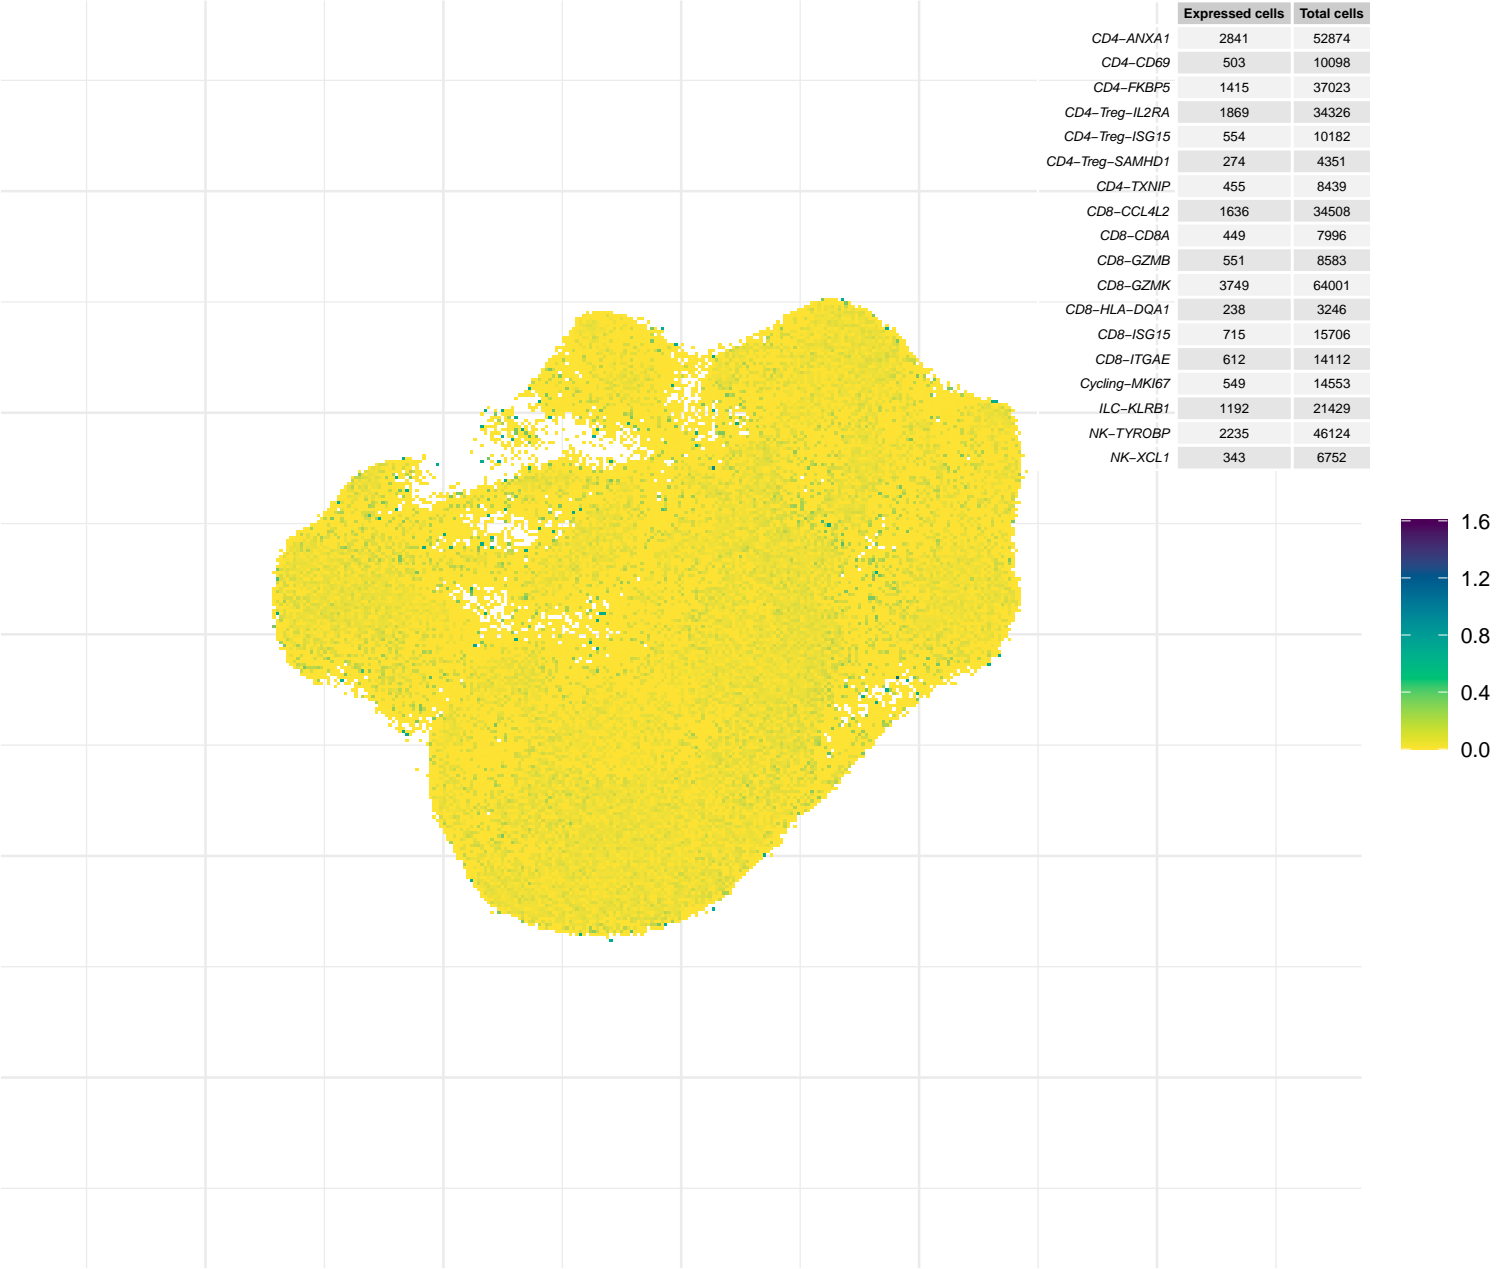 Expressed cells Total cells
CD4−ANXA1 2841 52874
CD4−CD69 503 10098
CD4−FKBP5 1415 37023
CD4−Treg−IL2RA 1869 34326
CD4−Treg−ISG15 554 10182
CD4−Treg−SAMHD1 274 4351
CD4−TXNIP 455 8439
CD8−CCL4L2 1636 34508
CD8−CD8A 449 7996
CD8−GZMB 551 8583
CD8−GZMK 3749 64001
CD8−HLA−DQA1 238 3246
CD8−ISG15 715 15706
CD8−ITGAE 612 14112
Cycling−MKI67 549 14553
ILC−KLRB1 1192 21429
NK−TYROBP 2235 46124
NK−XCL1 343 6752
1.6
1.2
0.8
0.4
0.0